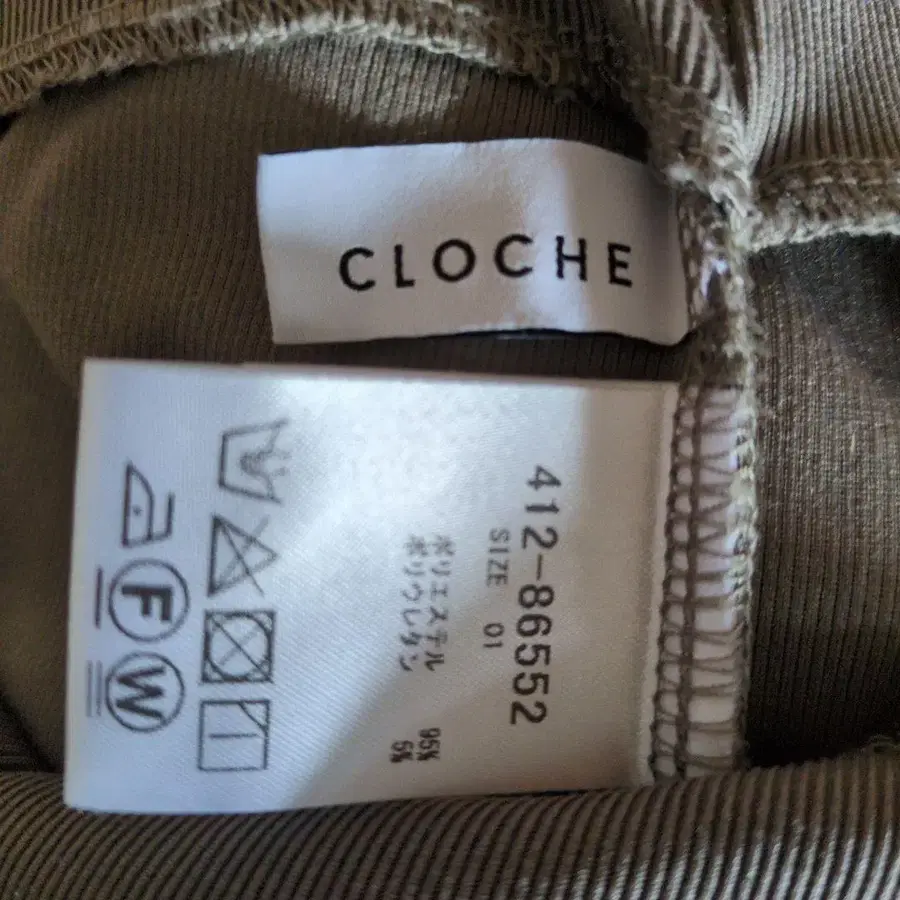 CLOCHE
412-86552
SIZE 01
ポリエステル 95%
ポリウレタン 5%
F
W